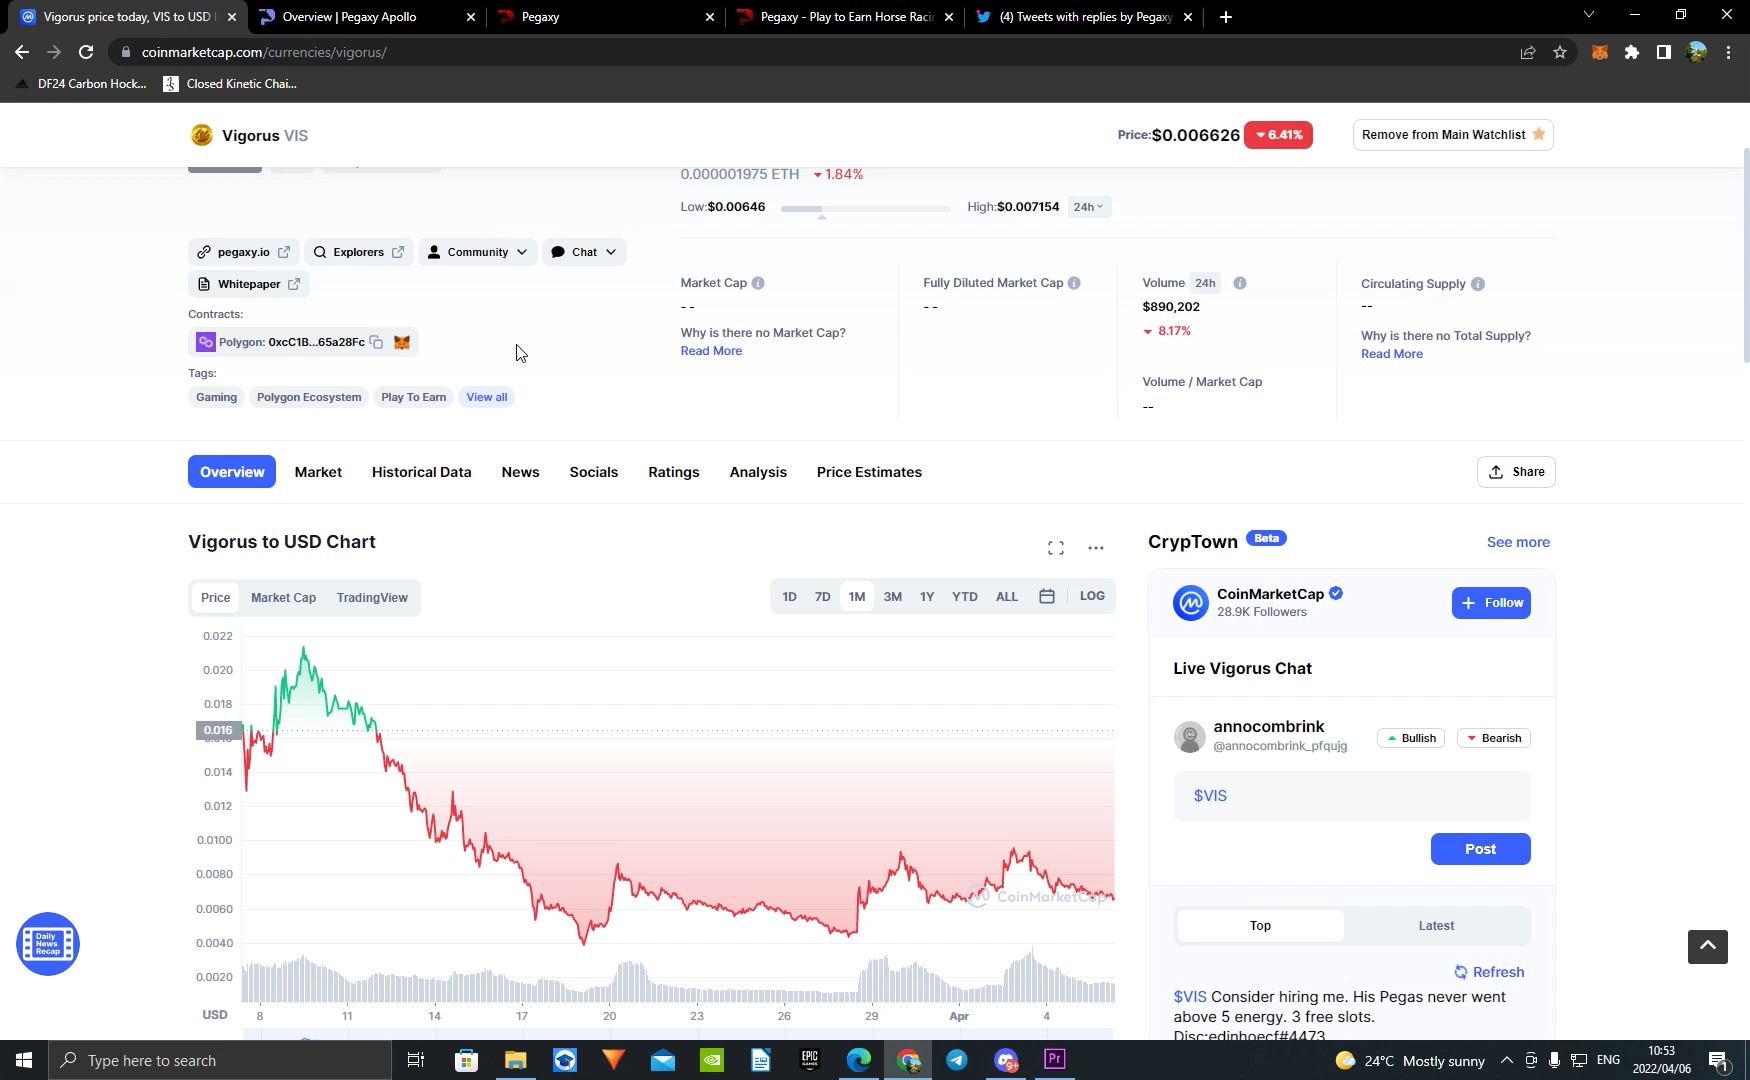 Vigorus price today, VIS to USD
Overview | Pegaxy Apollo
Pegaxy
Pegaxy - Play to Earn Horse Racin
(4) Tweets with replies by Pegaxy
coinmarketcap.com/currencies/vigorus/
DF24 Carbon Hock...
Closed Kinetic Chai...
Vigorus VIS
Price:$0.006626
6.41%
Remove from Main Watchlist
0.000001975 ETH
1.84%
Low:$0.00646
High:$0.007154
24h
pegaxy.io
Explorers
Community
Chat
Whitepaper
Contracts:
Polygon: 0xcC1B...65a28Fc
Tags:
Gaming
Polygon Ecosystem
Play To Earn
View all
Market Cap
- -
Why is there no Market Cap?
Read More
Fully Diluted Market Cap
- -
Volume 24h
$890,202
8.17%
Volume / Market Cap
--
Circulating Supply
--
Why is there no Total Supply?
Read More
Overview
Market
Historical Data
News
Socials
Ratings
Analysis
Price Estimates
Share
Vigorus to USD Chart
Price
Market Cap
TradingView
1D
7D
1M
3M
1Y
YTD
ALL
LOG
0.022
0.020
0.018
0.016
0.014
0.012
0.0100
0.0080
0.0060
0.0040
0.0020
CoinMarketCap
USD
8
11
14
17
20
23
26
29
Apr
4
Daily
News
Recap
CrypTown Beta
See more
CoinMarketCap
28.9K Followers
+ Follow
Live Vigorus Chat
annocombrink
@annocombrink_pfqujg
Bullish
Bearish
$VIS
Post
Top
Latest
Refresh
$VIS Consider hiring me. His Pegas never went
above 5 energy. 3 free slots.
Disc:edinhoecf#4473
Type here to search
EPIC
GAMES
9+
Pr
24°C Mostly sunny
ENG
10:53
2022/04/06
1